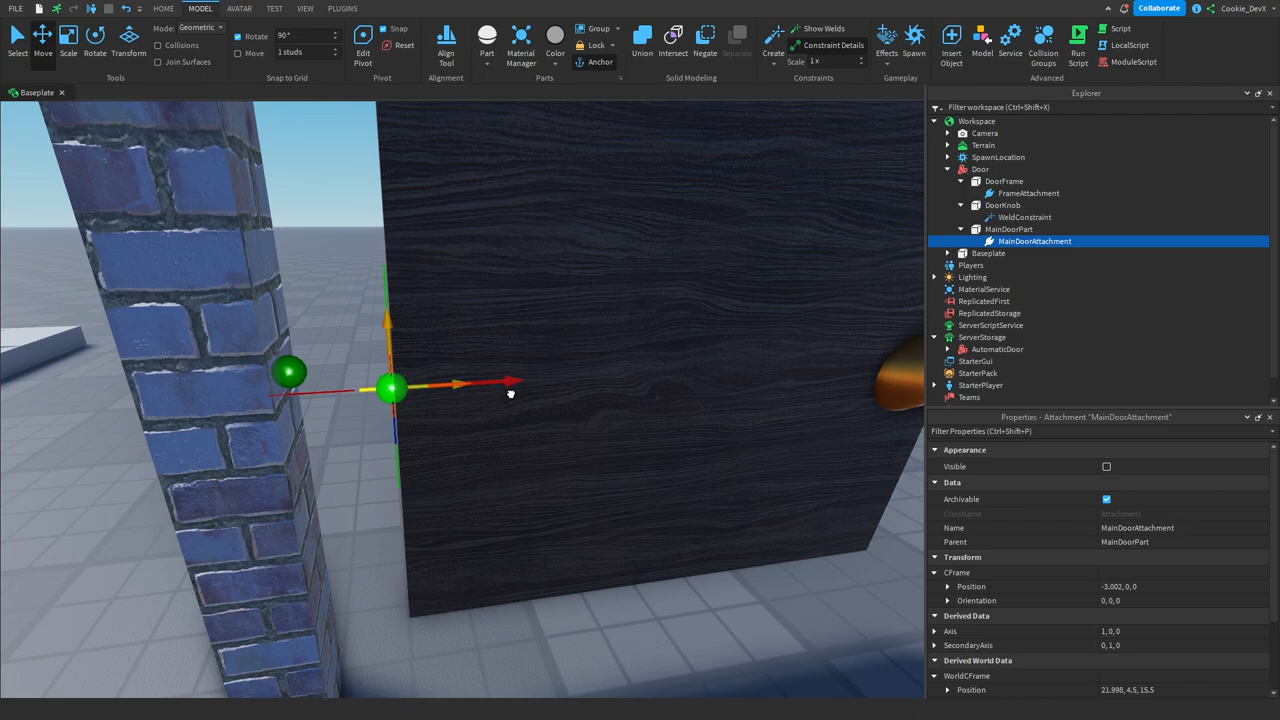 FILE HOME MODEL AVATAR TEST VIEW PLUGINS Collaborate Cookie_DevX
Select Move Scale Rotate Transform
Mode: Geometric
Collisions
Join Surfaces
Tools
Rotate 90°
Move 1 studs
Snap to Grid
Edit Pivot
Snap
Reset
Pivot
Align Tool
Alignment
Part
Material Manager
Color
Group
Lock
Anchor
Parts
Union Intersect Negate Separate
Solid Modeling
Create
Show Welds
Constraint Details
Scale 1 x
Constraints
Effects Spawn
Gameplay
Insert Object
Model
Service
Collision Groups
Run Script
Script
LocalScript
ModuleScript
Advanced
Baseplate
Explorer
Filter workspace (Ctrl+Shift+X)
Workspace
Camera
Terrain
SpawnLocation
Door
DoorFrame
FrameAttachment
DoorKnob
WeldConstraint
MainDoorPart
MainDoorAttachment
Baseplate
Players
Lighting
MaterialService
ReplicatedFirst
ReplicatedStorage
ServerScriptService
ServerStorage
AutomaticDoor
StarterGui
StarterPack
StarterPlayer
Teams
Properties - Attachment "MainDoorAttachment"
Filter Properties (Ctrl+Shift+P)
Appearance
Visible
Data
Archivable
ClassName Attachment
Name MainDoorAttachment
Parent MainDoorPart
Transform
CFrame
Position -3.002, 0, 0
Orientation 0, 0, 0
Derived Data
Axis 1, 0, 0
SecondaryAxis 0, 1, 0
Derived World Data
WorldCFrame
Position 21.998, 4.5, 15.5